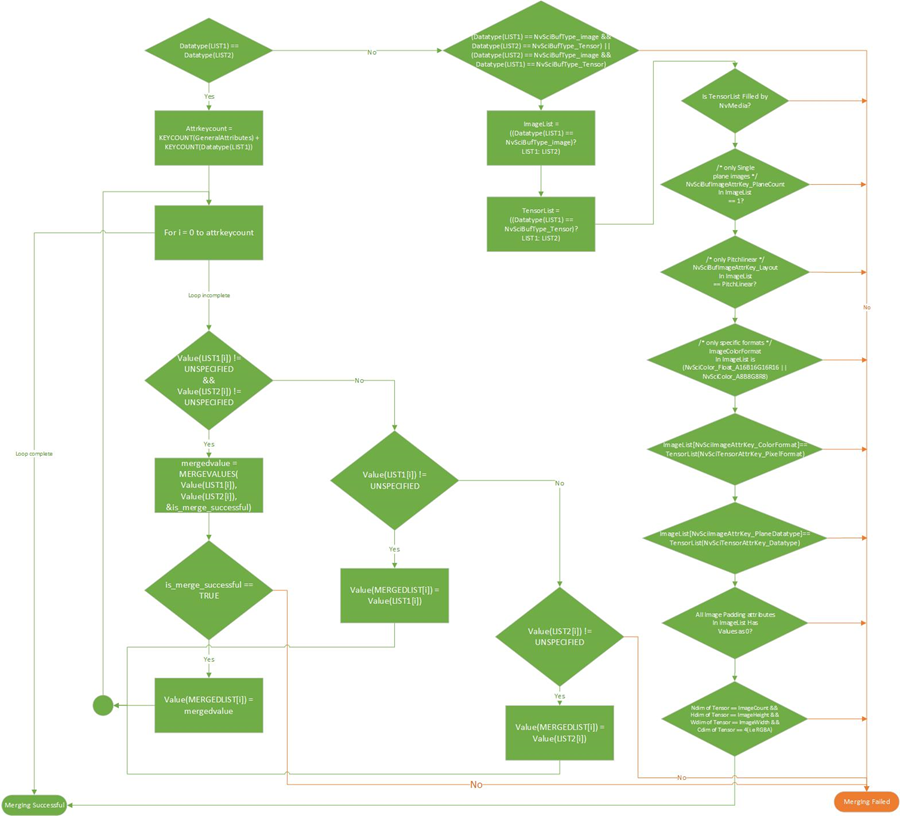 Datatype(LIST1) ==
Datatype(LIST2)
No
Yes
Attrkeycount =
KEYCOUNT(GeneralAttributes) +
KEYCOUNT(Datatype(LIST1))
For i = 0 to attrkeycount
Loop Incomplete
Loop complete
Value(LIST1[i]) !=
UNSPECIFIED
&&
Value(LIST2[i]) !=
UNSPECIFIED
No
Yes
mergedvalue =
MERGEVALUES(
Value(LIST1[i]),
Value(LIST2[i]),
&is_merge_successful)
is_merge_successful ==
TRUE
Yes
Value(MERGEDLIST[i]) =
mergedvalue
Value(LIST1[i]) !=
UNSPECIFIED
No
Yes
Value(MERGEDLIST[i]) =
Value(LIST1[i])
Value(LIST2[i]) !=
UNSPECIFIED
Yes
Value(MERGEDLIST[i]) =
Value(LIST2[i])
No
No
(Datatype(LIST1) == NvSciBufType_image &&
Datatype(LIST2) == NvSciBufType_Tensor) ||
(Datatype(LIST2) == NvSciBufType_image &&
Datatype(LIST1) == NvSciBufType_Tensor)
ImageList =
((Datatype(LIST1) ==
NvSciBufType_image)?
LIST1; LIST2)
TensorList =
((Datatype(LIST1) ==
NvSciBufType_Tensor)?
LIST1; LIST2)
Is TensorList Filled by
NvMedia?
/* only Single
plane images */
NvSciBufImageAttrKey_PlaneCount
in ImageList
== 1?
/* only Pitchlinear */
NvSciBufImageAttrKey_Layout
in ImageList
== PitchLinear?
No
/* only specific formats */
ImageColorFormat
in ImageList is
(NvSciColor_Float_A16B16G16R16 ||
NvSciColor_A8B8G8R8)
ImageList[NvSciImageAttrKey_ColorFormat]==
TensorList(NvSciTensorAttrKey_PixelFormat)
ImageList[NvSciImageAttrKey_PlaneDatatype]==
TensorList(NvSciTensorAttrKey_Datatype)
All Image Padding attributes
in ImageList Has
Values as 0?
Ndim of Tensor == ImageCount &&
Hdim of Tensor == ImageHeight &&
Wdim of Tensor == ImageWidth &&
Cdim of Tensor == 4(i.e RGBA)
Merging Successful
Merging Failed